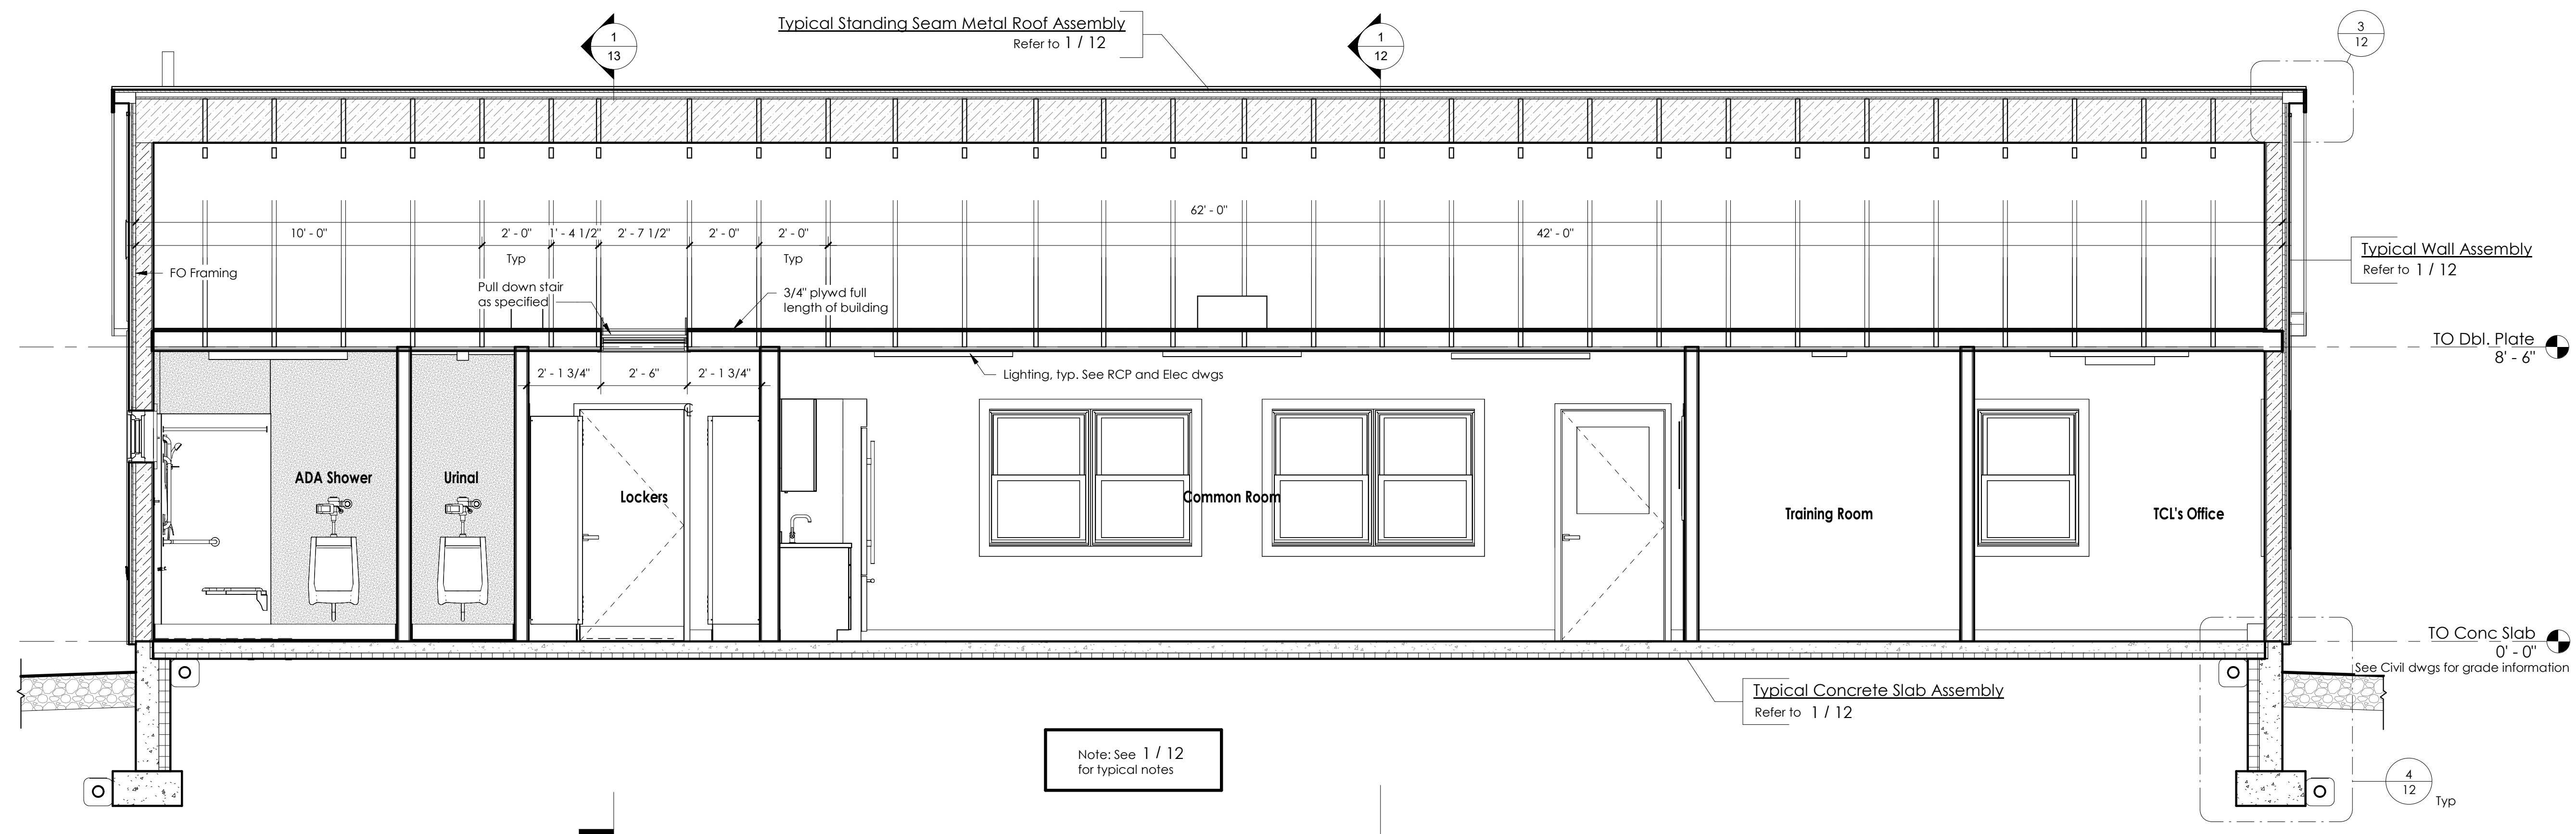 Typical Standing Seam Metal Roof Assembly
Refer to 1 / 12
1
13
1
12
3
12
62' - 0"
10' - 0"
2' - 0"
1' - 4 1/2"
2' - 7 1/2"
2' - 0"
2' - 0"
42' - 0"
Typ
Typ
FO Framing
Pull down stair
as specified
3/4" plywd full
length of building
Typical Wall Assembly
Refer to 1 / 12
TO Dbl. Plate
8' - 6"
2' - 1 3/4"
2' - 6"
2' - 1 3/4"
Lighting, typ. See RCP and Elec dwgs
ADA Shower
Urinal
Lockers
Common Room
Training Room
TCL's Office
TO Conc Slab
0' - 0"
See Civil dwgs for grade information
Typical Concrete Slab Assembly
Refer to 1 / 12
Note: See 1 / 12
for typical notes
4
12
Typ